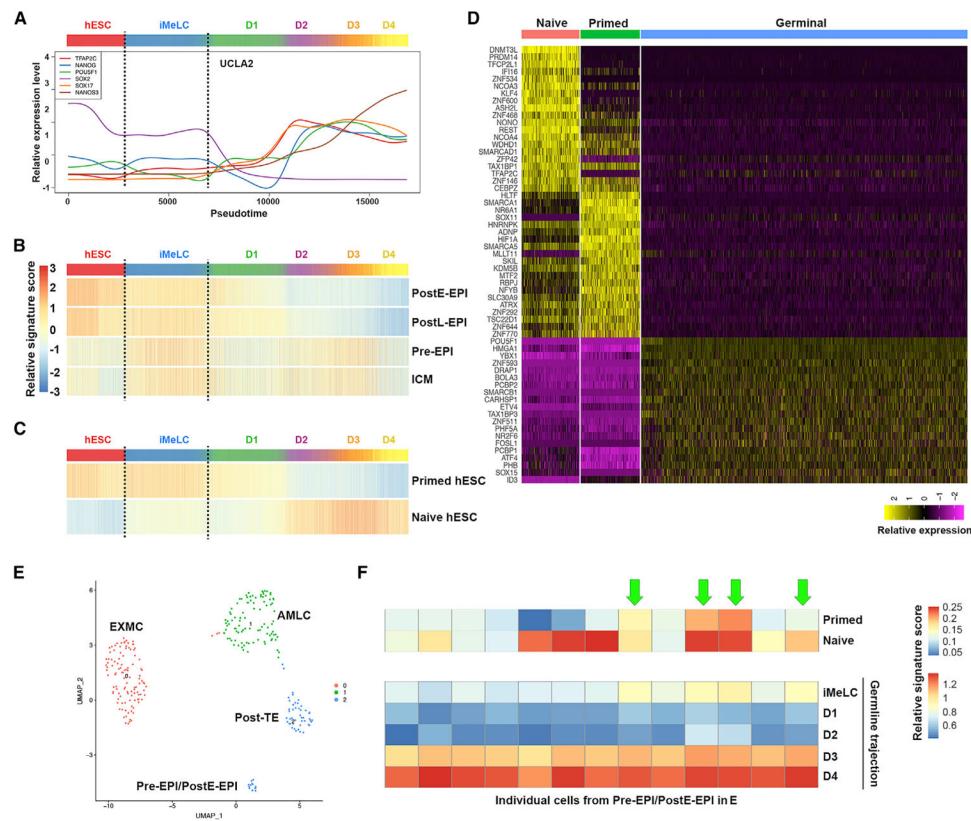 A
hESC iMeLC D1 D2 D3 D4
4
3
2
1
0
-1
Relative expression level
TFAP2C
NANOG
POU5F1
SOX2
SOX17
NANOS3
UCLA2
0 5000 10000 15000
Pseudotime
B
hESC iMeLC D1 D2 D3 D4
Relative signature score
3
2
1
0
-1
-2
-3
PostE-EPI
PostL-EPI
Pre-EPI
ICM
C
hESC iMeLC D1 D2 D3 D4
Primed hESC
Naive hESC
D
Naive Primed Germinal
DNMT3L
PRDM14
TFCP2L1
IFI16
ZNF534
NCOA3
KLF4
ZNF600
ASH2L
ZNF468
NONO
REST
NCOA4
WDHD1
SMARCAD1
ZFP42
TAX1BP1
TFAP2C
ZNF146
CEBPZ
HLTF
SMARCA1
NR6A1
SOX11
HNRNPK
ADNP
HIF1A
SMARCA5
MLLT11
SKIL
KDM5B
MTF2
RBPJ
NFYB
SLC30A9
ATRX
ZNF292
TSC22D1
ZNF644
ZNF770
POU5F1
HMGA1
YBX1
ZNF593
DRAP1
BOLA3
PCBP2
SMARCB1
CARHSP1
ETV4
TAX1BP3
ZNF511
PHF5A
NR2F6
FOSL1
PCBP1
ATF4
PHB
SOX15
ID3
2 1 0 -1 -2
Relative expression
E
6
3
0
-3
UMAP_2
EXMC
AMLC
Post-TE
Pre-EPI/PostE-EPI
0
1
2
-10 -5 0 5
UMAP_1
F
Primed
Naive
iMeLC
D1
D2
D3
D4
Germline trajection
Individual cells from Pre-EPI/PostE-EPI in E
0.25
0.20
0.15
0.10
0.05
1.2
1
0.8
0.6
0.4
Relative signature score